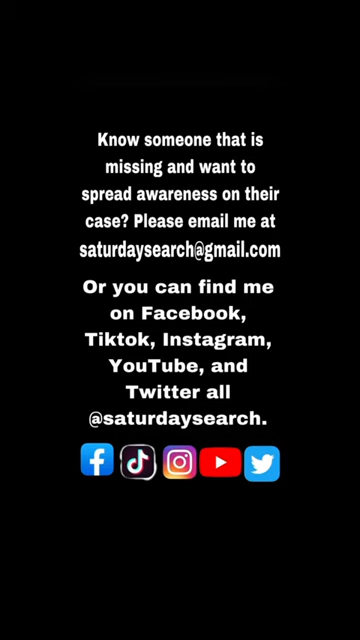 Know someone that is
missing and want to
spread awareness on their
case? Please email me at
saturdaysearch@gmail.com
Or you can find me
on Facebook,
Tiktok, Instagram,
YouTube, and
Twitter all
@saturdaysearch.